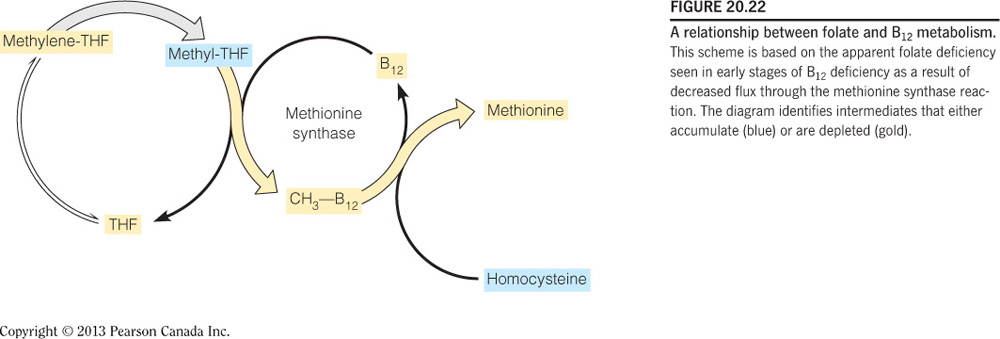 FIGURE 20.22
A relationship between folate and B12 metabolism.
This scheme is based on the apparent folate deficiency
seen in early stages of B12 deficiency as a result of
decreased flux through the methionine synthase reac-
tion. The diagram identifies intermediates that either
accumulate (blue) or are depleted (gold).
Methylene-THF
Methyl-THF
B12
Methionine
synthase
Methionine
CH3—B12
THF
Homocysteine
Copyright © 2013 Pearson Canada Inc.